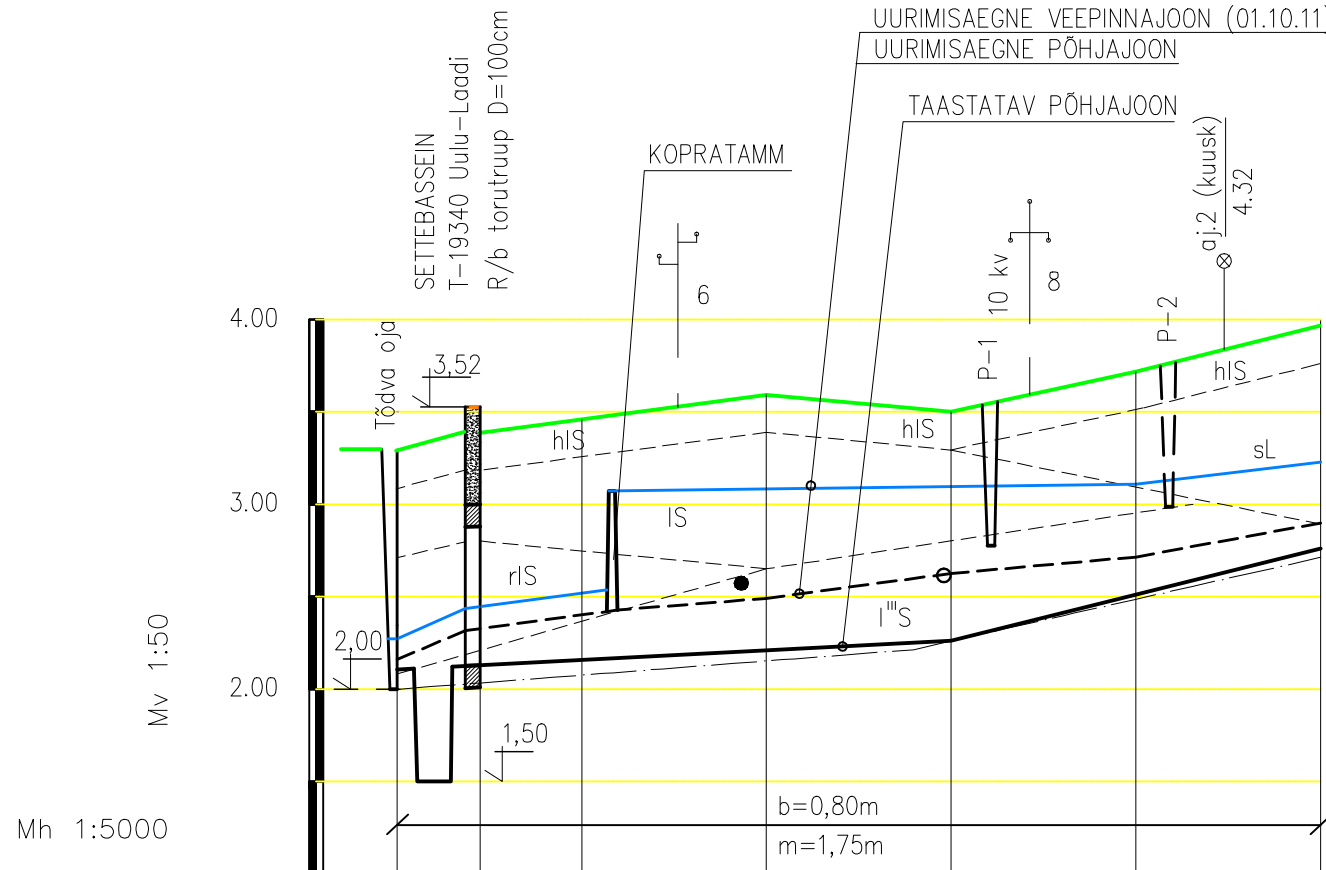 UURIMISAEGNE VEEPINNAJOON (01.10.11)
UURIMISAEGNE PÕHJAJOON
TAASTATAV PÕHJAJOON
KOPRATAMM
SETTEBASSEIN
T-19340 Uulu-Laadi
R/b torutruup D=100cm
aj.2 (kuusk)
4.32
6
10 kv
8
4.00
Tõdva oja
3,52
P-1
P-2
hIS
hIS
hIS
sL
3.00
IS
rIS
I'''S
2,00
2.00
1,50
Mv 1:50
b=0,80m
m=1,75m
Mh 1:5000